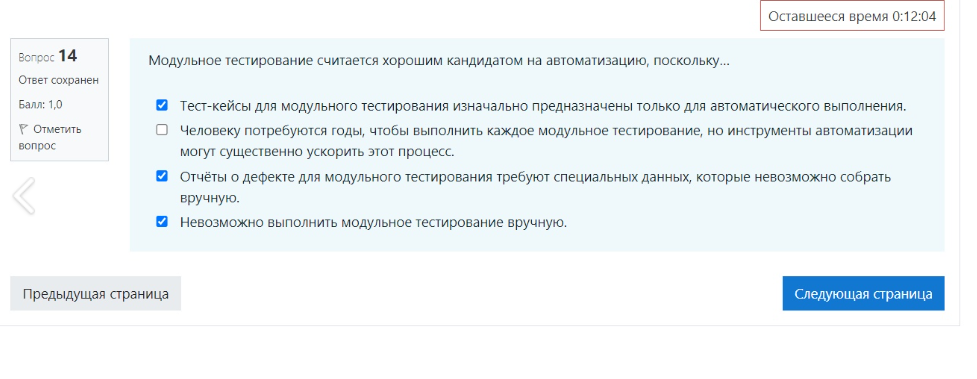 Оставшееся время 0:12:04
Вопрос 14
Ответ сохранен
Балл: 1,0
Отметить
вопрос
Модульное тестирование считается хорошим кандидатом на автоматизацию, поскольку...
Тест-кейсы для модульного тестирования изначально предназначены только для автоматического выполнения.
Человеку потребуются годы, чтобы выполнить каждое модульное тестирование, но инструменты автоматизации
могут существенно ускорить этот процесс.
Отчёты о дефекте для модульного тестирования требуют специальных данных, которые невозможно собрать
вручную.
Невозможно выполнить модульное тестирование вручную.
Предыдущая страница
Следующая страница